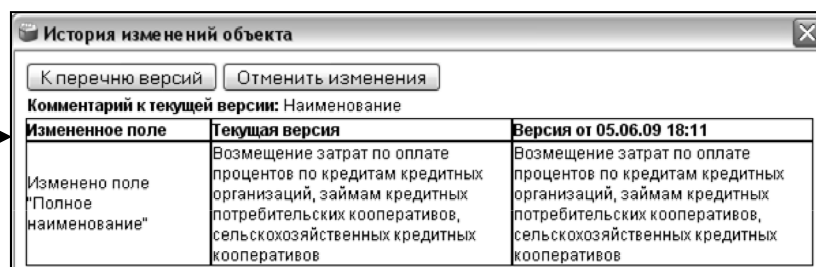 История изменений объекта
К перечню версий Отменить изменения
Комментарий к текущей версии: Наименование
Измененное поле Текущая версия Версия от 05.06.09 18:11
Изменено поле
"Полное
наименование"
Возмещение затрат по оплате
процентов по кредитам кредитных
организаций, займам кредитных
потребительских кооперативов,
сельскохозяйственных кредитных
кооперативов
Возмещение затрат по оплате
процентов по кредитам кредитных
организаций, займам кредитных
потребительских кооперативов,
сельскохозяйственных кредитных
кооперативов